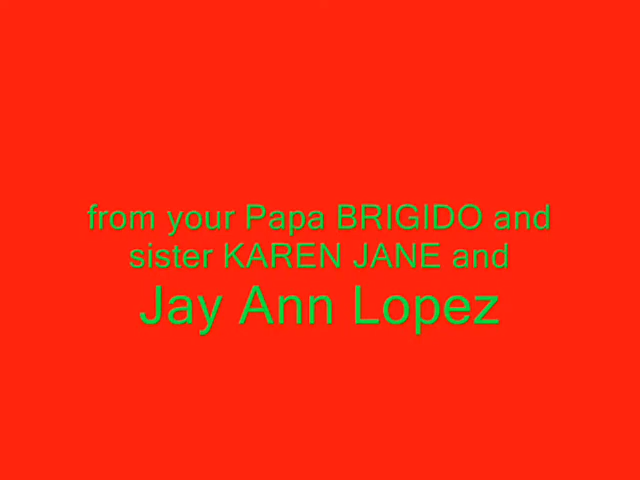 from your Papa BRIGIDO and
sister KAREN JANE and
Jay Ann Lopez